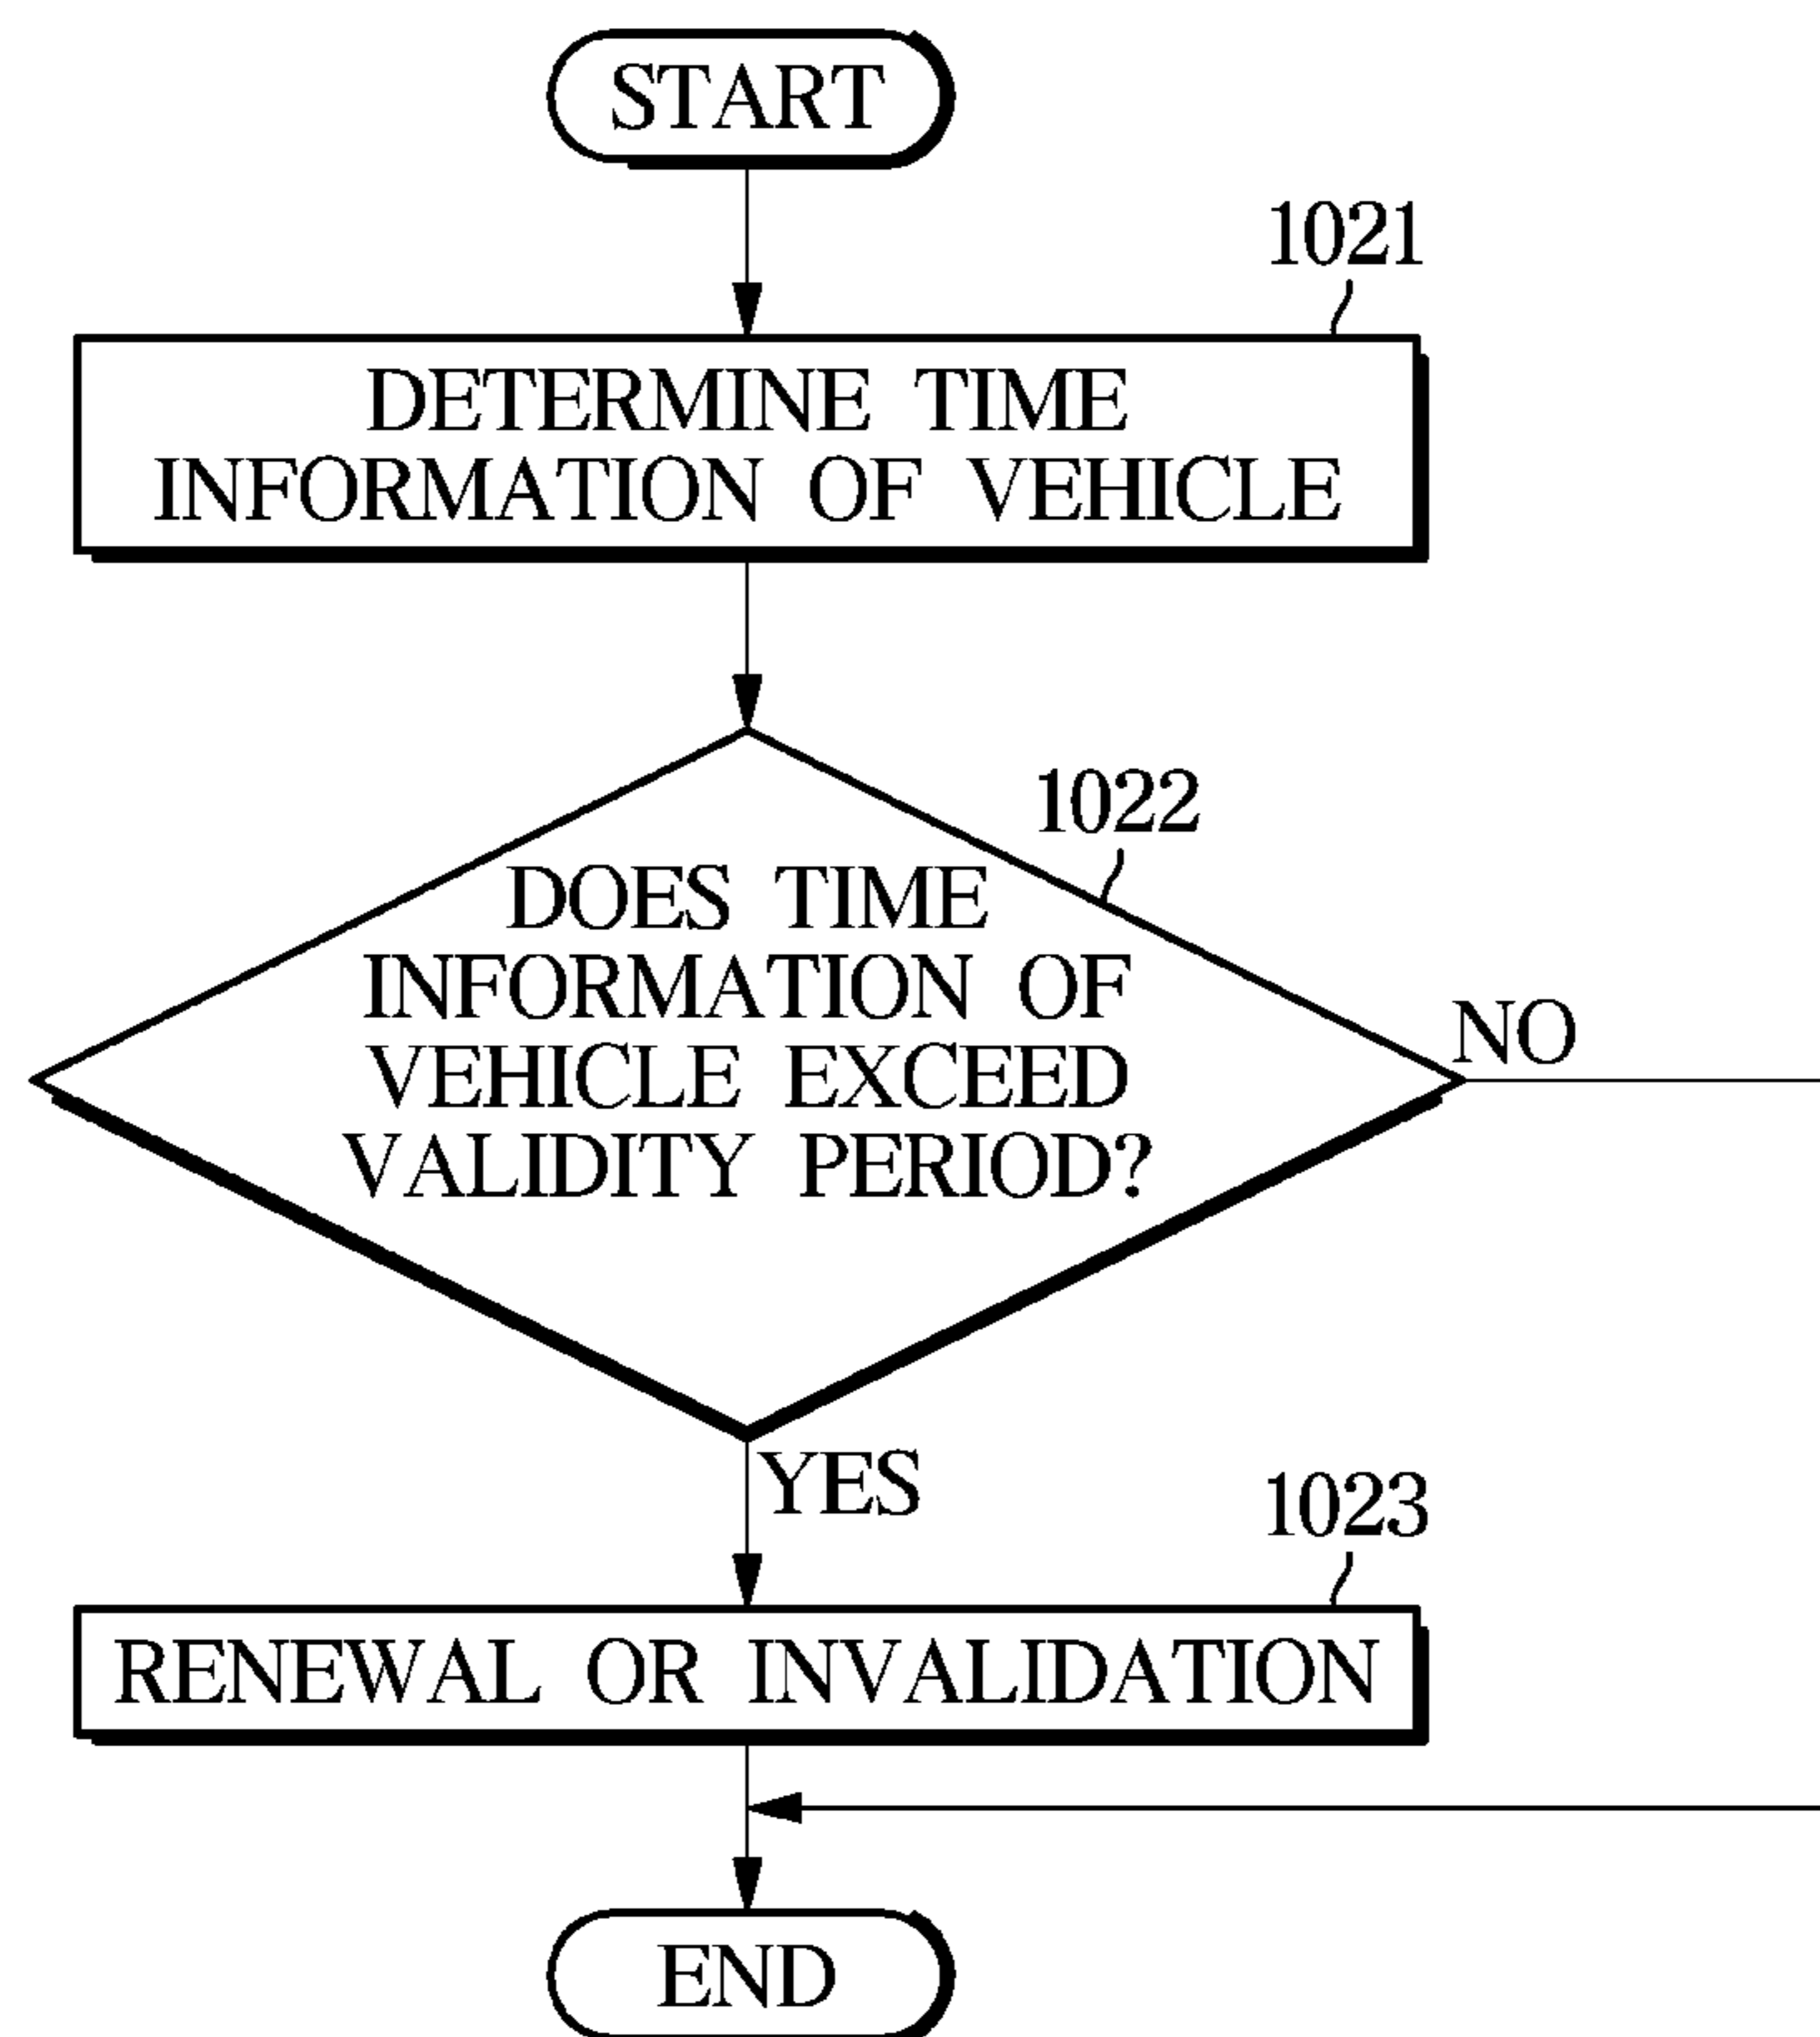 START
1021
DETERMINE TIME
INFORMATION OF VEHICLE
1022
DOES TIME
INFORMATION OF
VEHICLE EXCEED
VALIDITY PERIOD?
NO
YES
1023
RENEWAL OR INVALIDATION
END